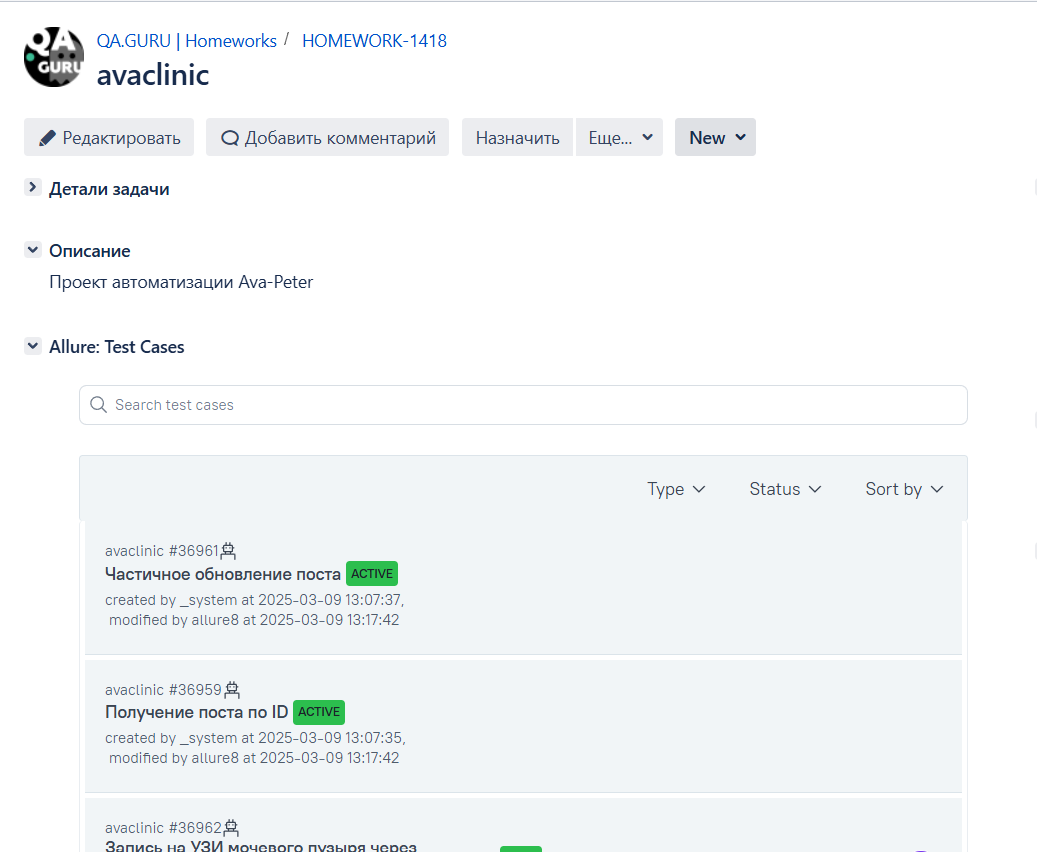 QA GURU
QA.GURU | Homeworks / HOMEWORK-1418
avaclinic
Редактировать Добавить комментарий Назначить Еще... New
Детали задачи
Описание
Проект автоматизации Ava-Peter
Allure: Test Cases
Search test cases
Type Status Sort by
avaclinic #36961
Частичное обновление поста ACTIVE
created by _system at 2025-03-09 13:07:37,
modified by allure8 at 2025-03-09 13:17:42
avaclinic #36959
Получение поста по ID ACTIVE
created by _system at 2025-03-09 13:07:35,
modified by allure8 at 2025-03-09 13:17:42
avaclinic #36962
Запись на УЗИ мочевого пузыря через